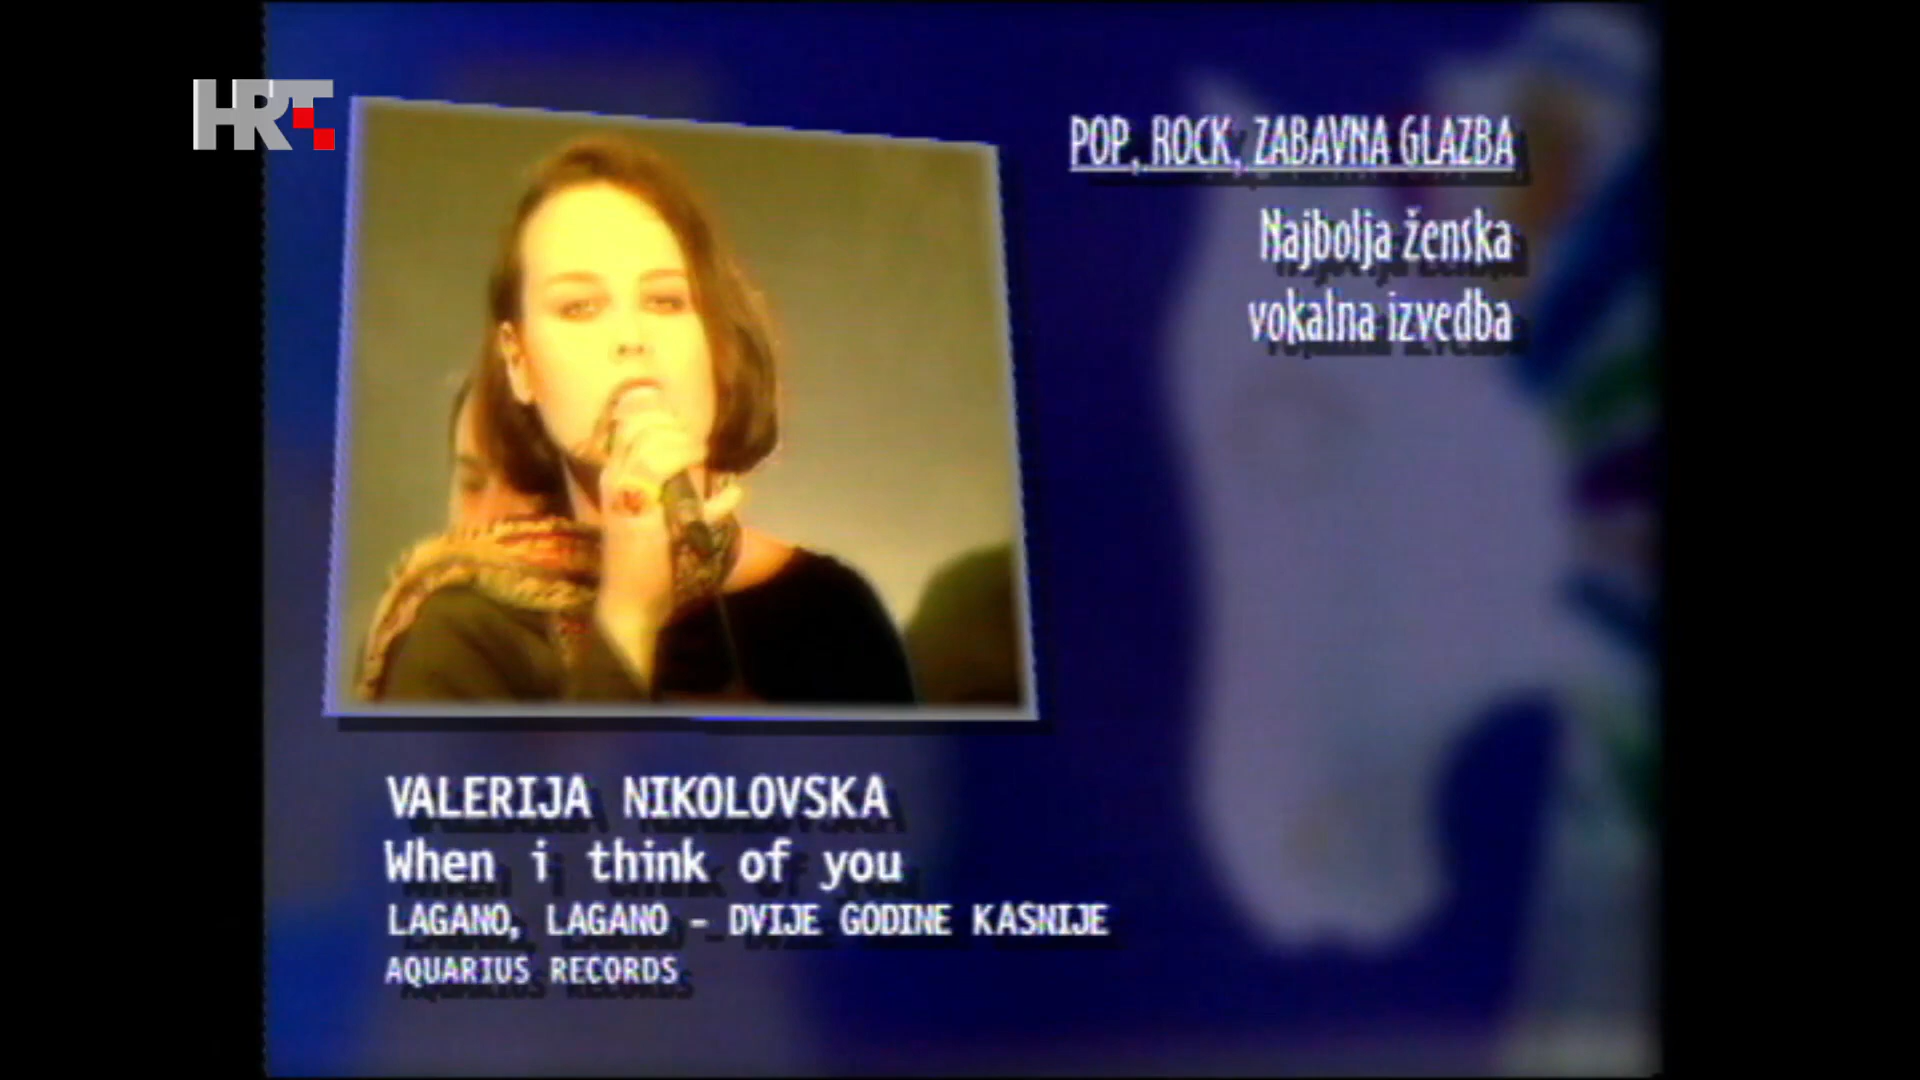 HRT
POP, ROCK, ZABAVNA GLAZBA
Najbolja ženska
vokalna izvedba
VALERIJA NIKOLOVSKA
When i think of you
LAGANO, LAGANO - DVIJE GODINE KASNIJE
AQUARIUS RECORDS